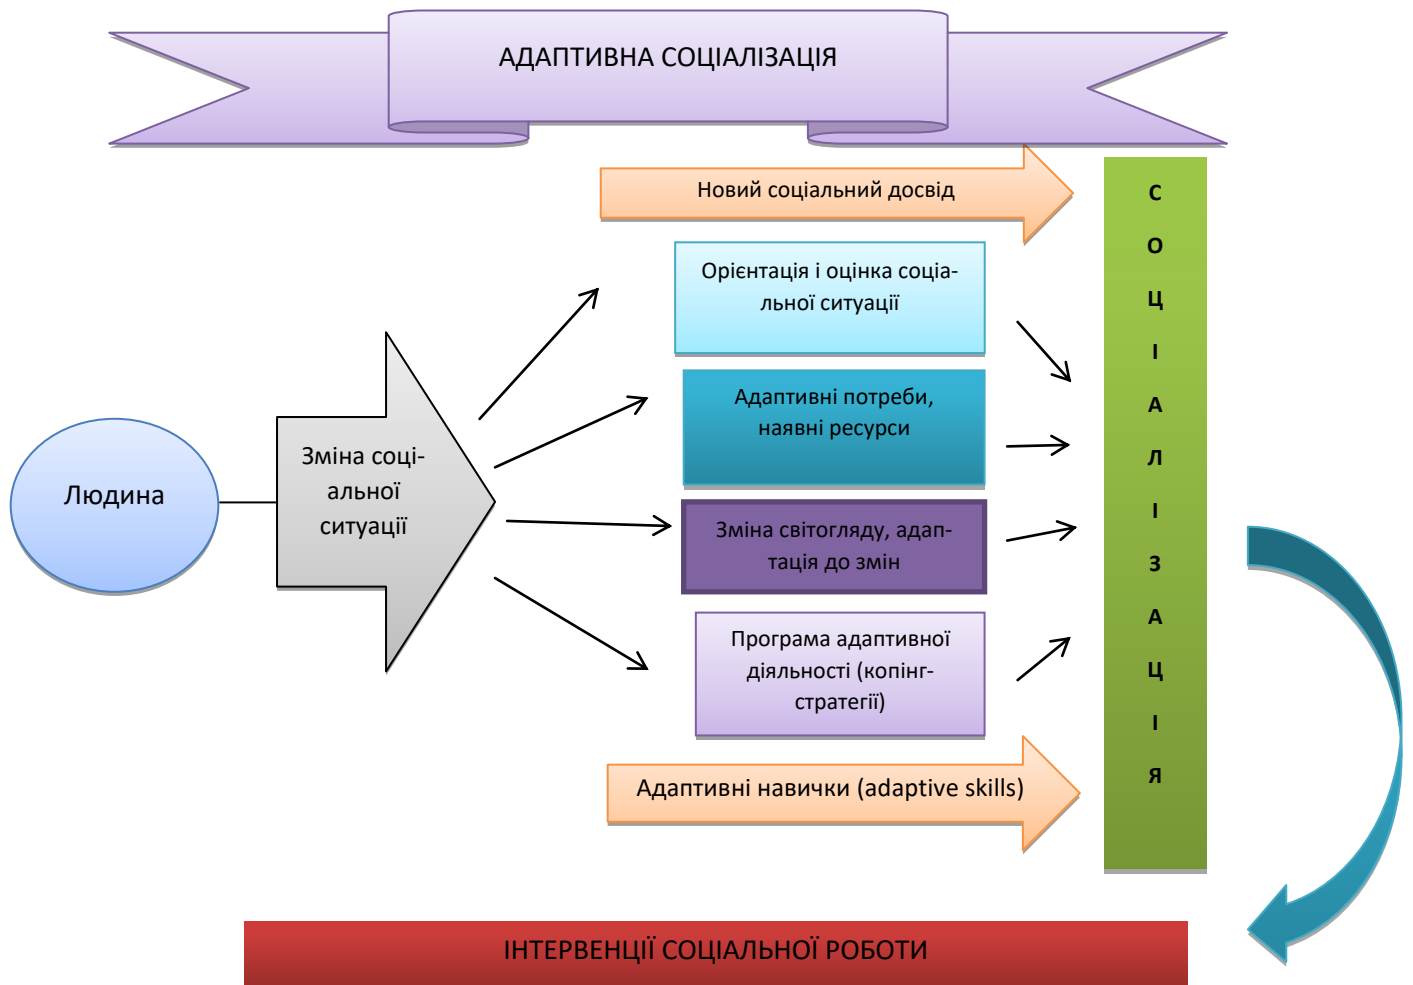 АДАПТИВНА СОЦІАЛІЗАЦІЯ
Новий соціальний досвід
Орієнтація і оцінка соціа-
льної ситуації
Адаптивні потреби,
наявні ресурси
Людина
Зміна соці-
альної
ситуації
Зміна світогляду, адап-
тація до змін
Програма адаптивної
діяльності (копінг-
стратегії)
Адаптивні навички (adaptive skills)
С
О
Ц
І
А
Л
І
З
А
Ц
І
Я
ІНТЕРВЕНЦІЇ СОЦІАЛЬНОЇ РОБОТИ